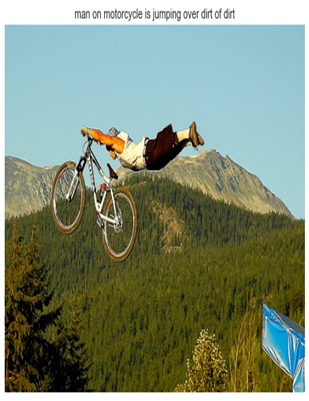 man on motorcycle is jumping over dirt of dirt